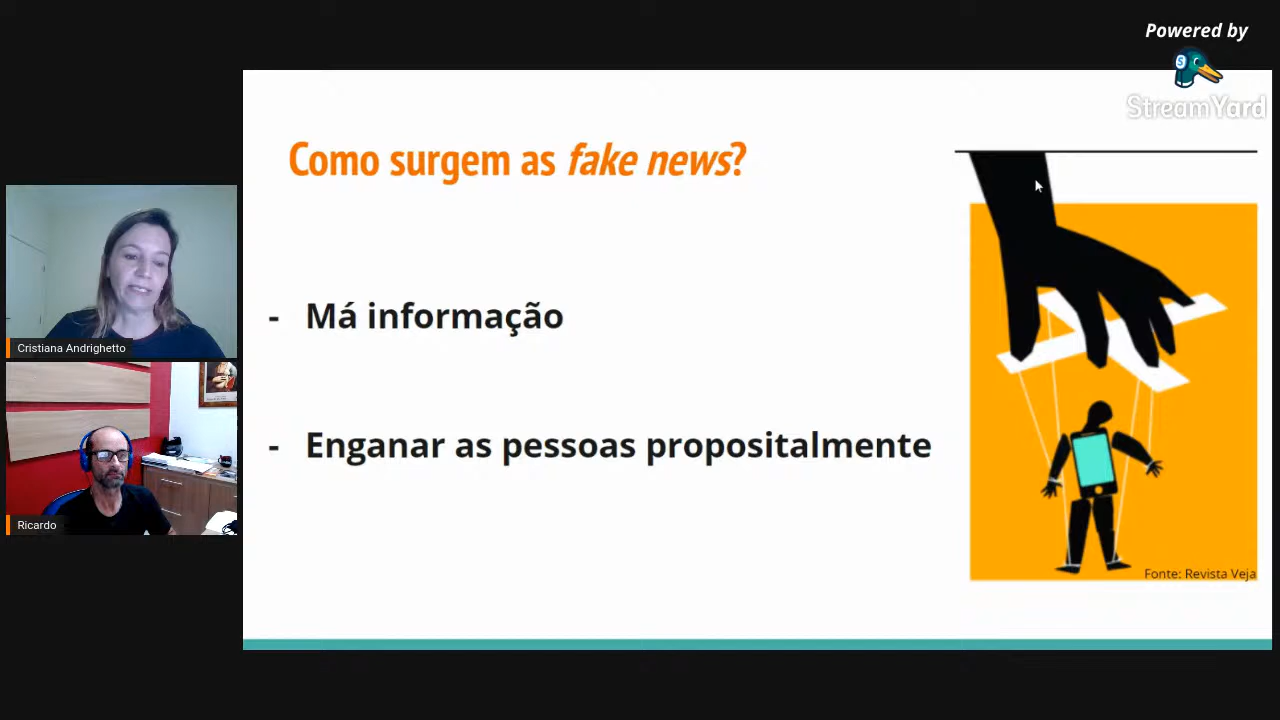 Powered by
StreamYard
Como surgem as fake news?
- Má informação
- Enganar as pessoas propositalmente
Fonte: Revista Veja
Cristiana Andrighetto
Ricardo